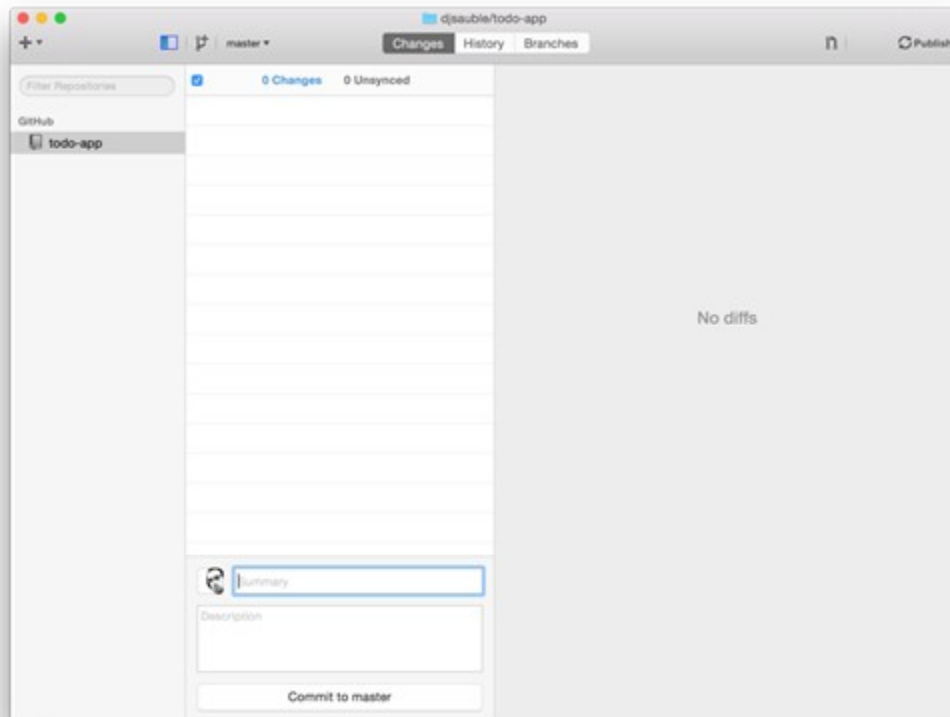 djsauble/todo-app
+ master Changes History Branches Publish
Filter Repositories 0 Changes 0 Unsynced
GitHub
todo-app
No diffs
Summary
Description
Commit to master